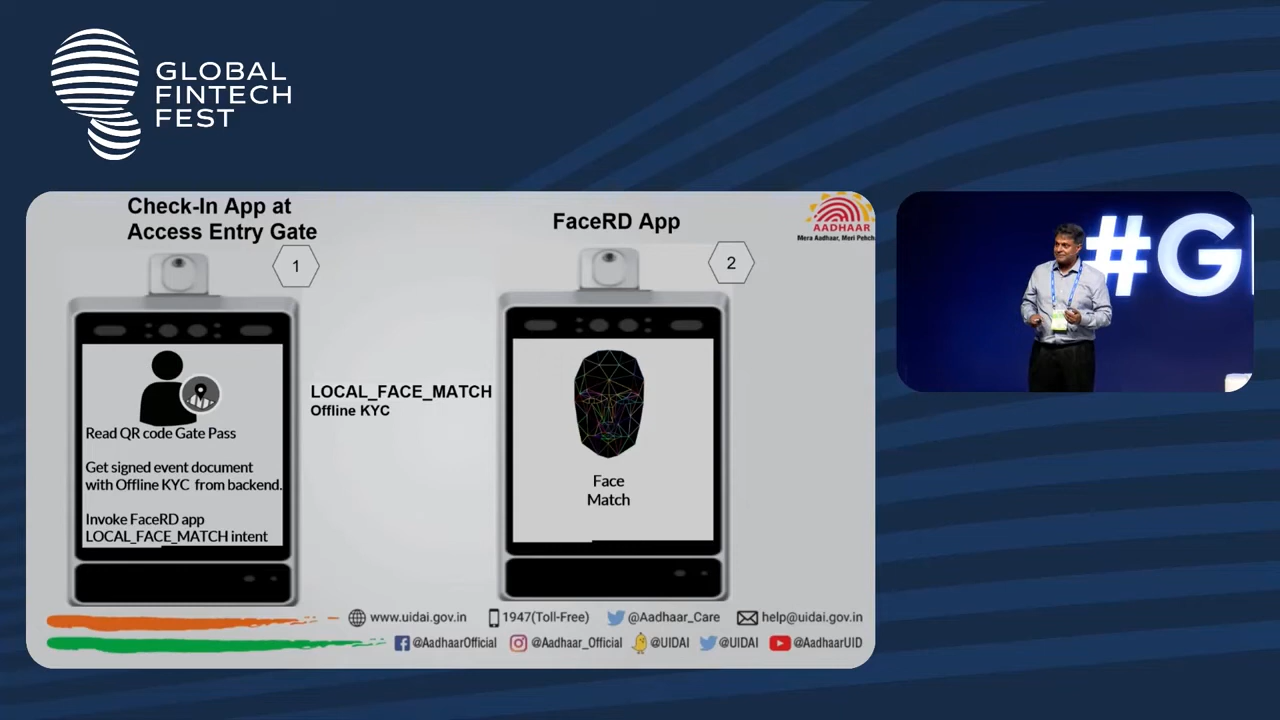 GLOBAL
FINTECH
FEST
Check-In App at
Access Entry Gate
1
FaceRD App
2
AADHAAR
Mera Aadhaar, Meri Pehch
#G
LOCAL_FACE_MATCH
Offline KYC
Read QR code Gate Pass
Get signed event document
with Offline KYC from backend.
Invoke FaceRD app
LOCAL_FACE_MATCH intent
Face
Match
www.uidai.gov.in
1947(Toll-Free)
@Aadhaar_Care
help@uidai.gov.in
@AadhaarOfficial
@Aadhaar_Official
@UIDAI
@UIDAI
@AadhaarUID